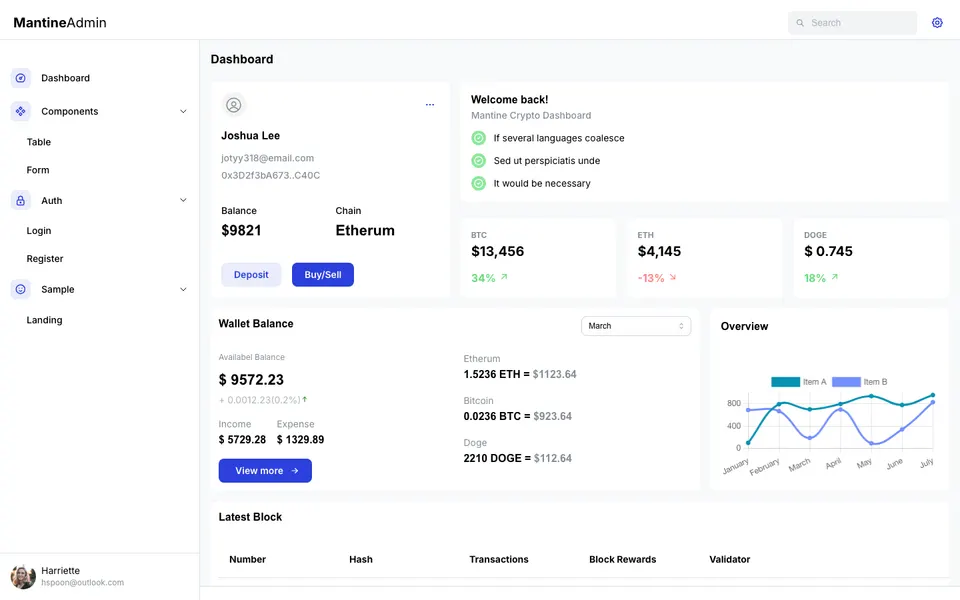 MantineAdmin
Search
Dashboard
Components
Table
Form
Auth
Login
Register
Sample
Landing
Harriette
hspoon@outlook.com
Dashboard
Joshua Lee
jotyy318@email.com
0x3D2f3bA673..C40C
Balance
Chain
$9821
Etherum
Deposit
Buy/Sell
Welcome back!
Mantine Crypto Dashboard
If several languages coalesce
Sed ut perspiciatis unde
It would be necessary
BTC
$13,456
34%
ETH
$4,145
-13%
DOGE
$ 0.745
18%
Wallet Balance
March
Availabel Balance
$ 9572.23
+ 0.0012.23(0.2%)
Income
Expense
$ 5729.28
$ 1329.89
View more
Etherum
1.5236 ETH = $1123.64
Bitcoin
0.0236 BTC = $923.64
Doge
2210 DOGE = $112.64
Overview
Item A
Item B
800
400
0
January
February
March
April
May
June
July
Latest Block
Number
Hash
Transactions
Block Rewards
Validator